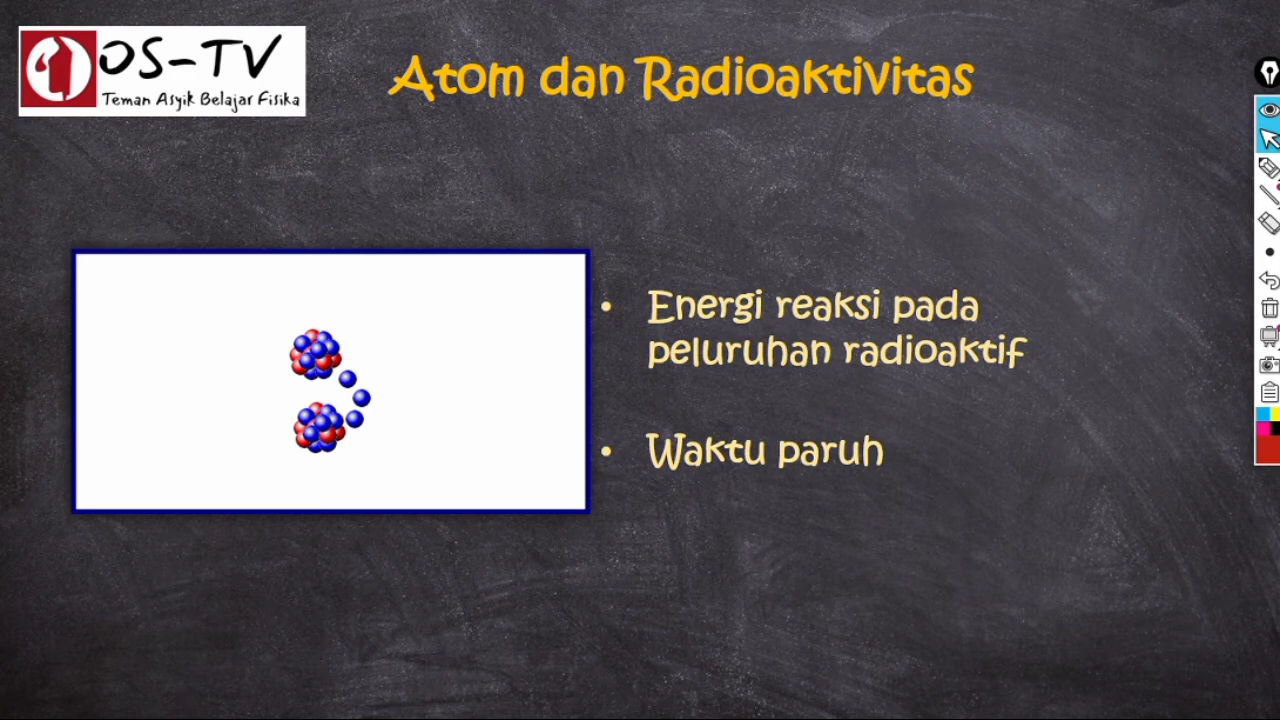 OS-TV
Teman Asyik Belajar Fisika
Atom dan Radioaktivitas
• Energi reaksi pada
peluruhan radioaktif
• Waktu paruh